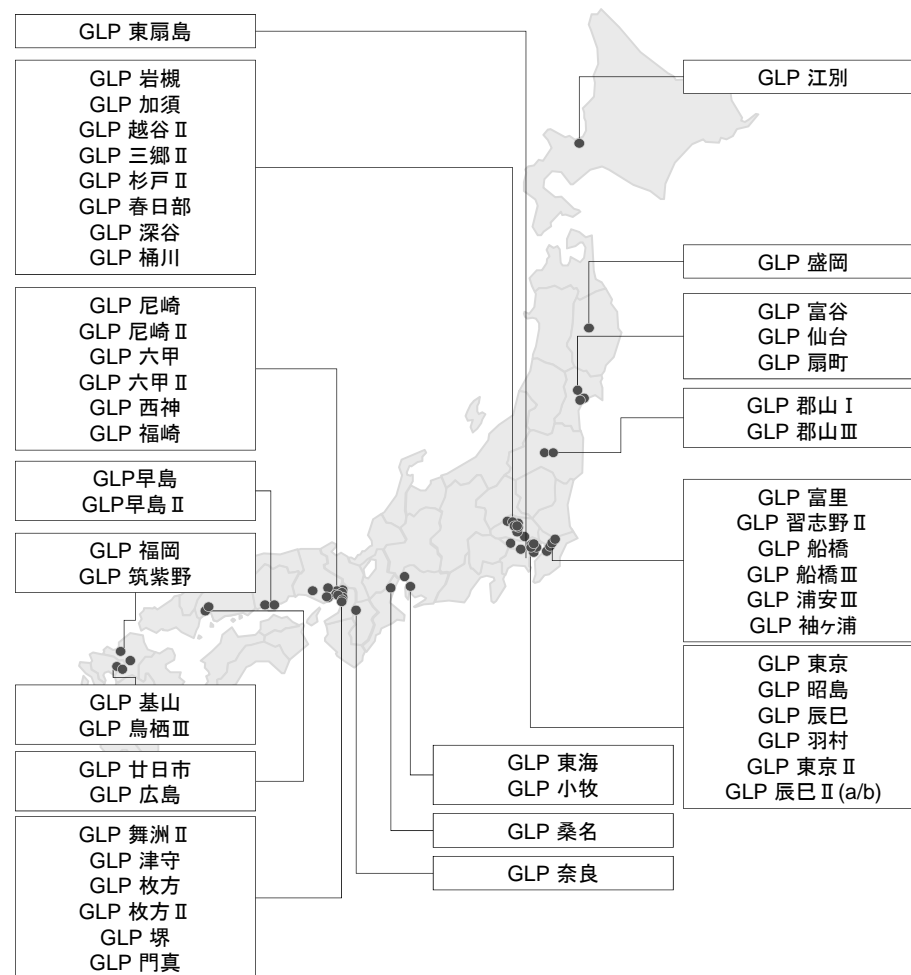 GLP 東扇島
GLP 岩槻
GLP 加須
GLP 越谷Ⅱ
GLP 三郷Ⅱ
GLP 杉戸Ⅱ
GLP 春日部
GLP 深谷
GLP 桶川
GLP 尼崎
GLP 尼崎Ⅱ
GLP 六甲
GLP 六甲Ⅱ
GLP 西神
GLP 福崎
GLP早島
GLP早島Ⅱ
GLP 福岡
GLP 筑紫野
GLP 基山
GLP 鳥栖Ⅲ
GLP 廿日市
GLP 広島
GLP 舞洲Ⅱ
GLP 津守
GLP 枚方
GLP 枚方Ⅱ
GLP 堺
GLP 門真
GLP 東海
GLP 小牧
GLP 桑名
GLP 奈良
GLP 江別
GLP 盛岡
GLP 富谷
GLP 仙台
GLP 扇町
GLP 郡山Ⅰ
GLP 郡山Ⅲ
GLP 富里
GLP 習志野Ⅱ
GLP 船橋
GLP 船橋Ⅲ
GLP 浦安Ⅲ
GLP 袖ヶ浦
GLP 東京
GLP 昭島
GLP 辰巳
GLP 羽村
GLP 東京Ⅱ
GLP 辰巳Ⅱ(a/b)